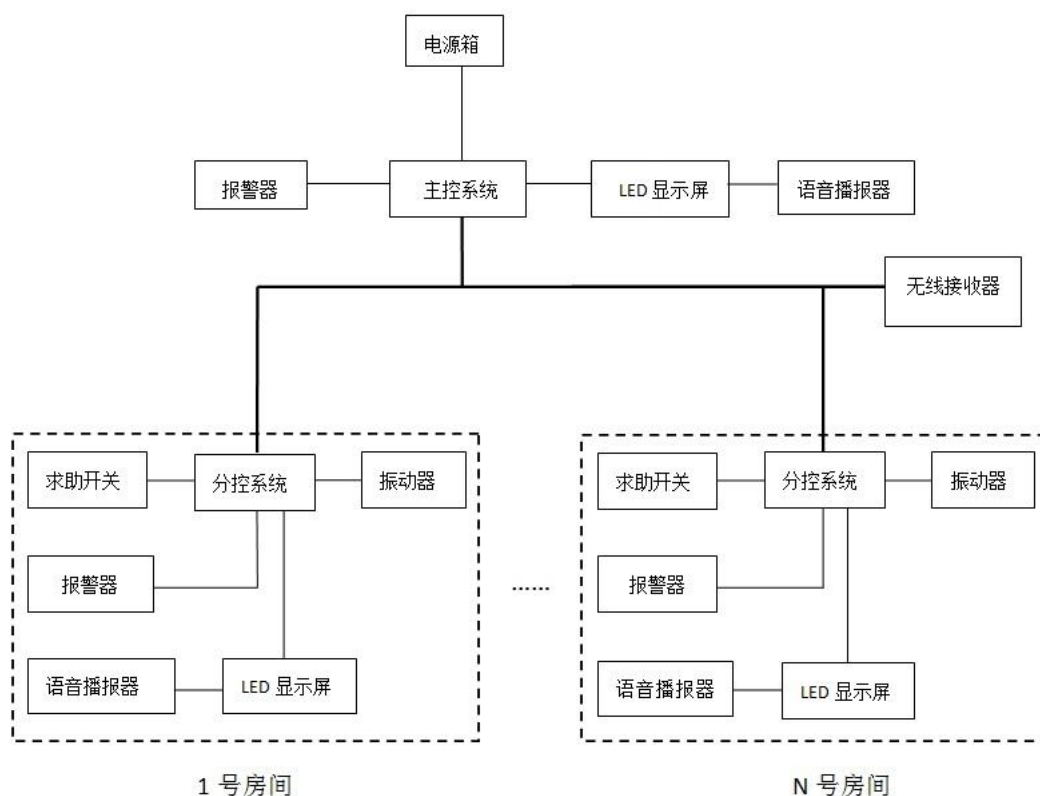 电源箱
报警器
主控系统
LED 显示屏
语音播报器
无线接收器
求助开关
分控系统
振动器
报警器
语音播报器
LED 显示屏
1 号房间
……
求助开关
分控系统
振动器
报警器
语音播报器
LED 显示屏
N 号房间